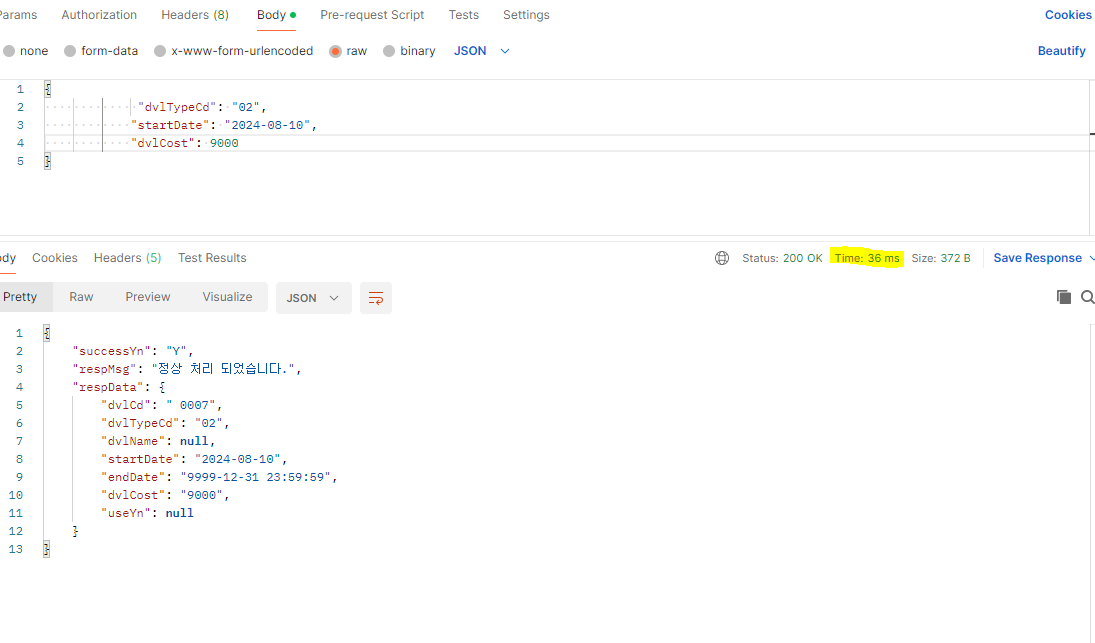 Params Authorization Headers (8) Body Pre-request Script Tests Settings Cookies
none form-data x-www-form-urlencoded raw binary JSON Beautify
1 {
2 "dvlTypeCd": "02",
3 "startDate": "2024-08-10",
4 "dvlCost": 9000
5 }
ody Cookies Headers (5) Test Results Status: 200 OK Time: 36 ms Size: 372 B Save Response
Pretty Raw Preview Visualize JSON
1 {
2 "successYn": "Y",
3 "respMsg": "정상 처리 되었습니다.",
4 "respData": {
5 "dvlCd": " 0007",
6 "dvlTypeCd": "02",
7 "dvlName": null,
8 "startDate": "2024-08-10",
9 "endDate": "9999-12-31 23:59:59",
10 "dvlCost": "9000",
11 "useYn": null
12 }
13 }